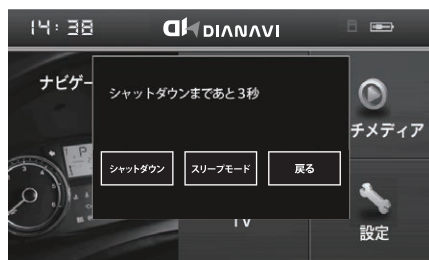 14:38
DIANAVI
ナビゲー
シャットダウンまであと3秒
チメディア
シャットダウン
スリープモード
戻る
TV
設定